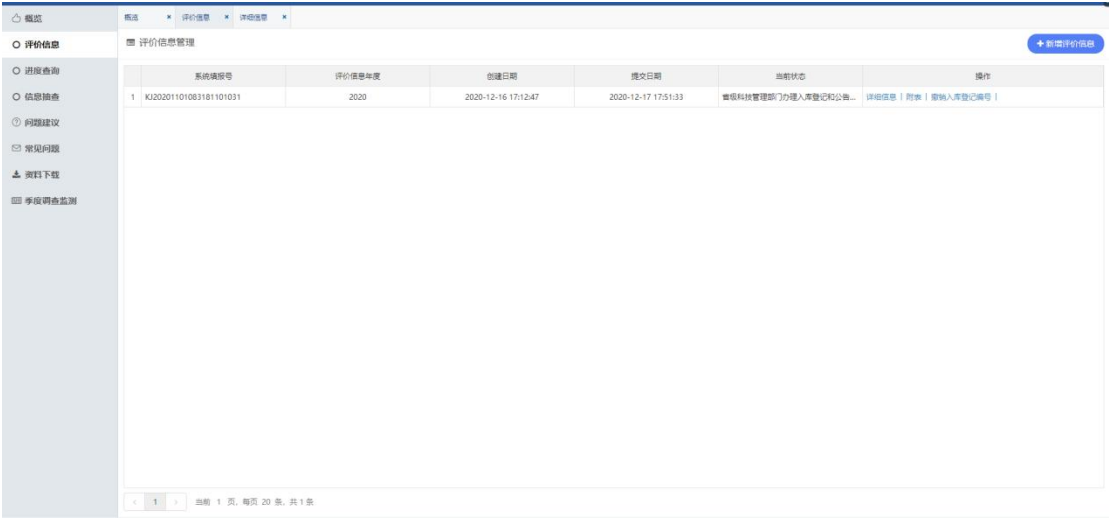 概览
评价信息
进度查询
信息抽查
问题建议
常见问题
资料下载
季度调查监测
概览 × 评价信息 × 详细信息 ×
评价信息管理
+新增评价信息
系统填报号 评价信息年度 创建日期 提交日期 当前状态 操作
1 KJ20201101083181101031 2020 2020-12-16 17:12:47 2020-12-17 17:51:33 省级科技管理部门办理入库登记和公告... 详细信息 | 附表 | 撤销入库登记编号 |
< 1 > 当前 1 页, 每页 20 条, 共 1 条